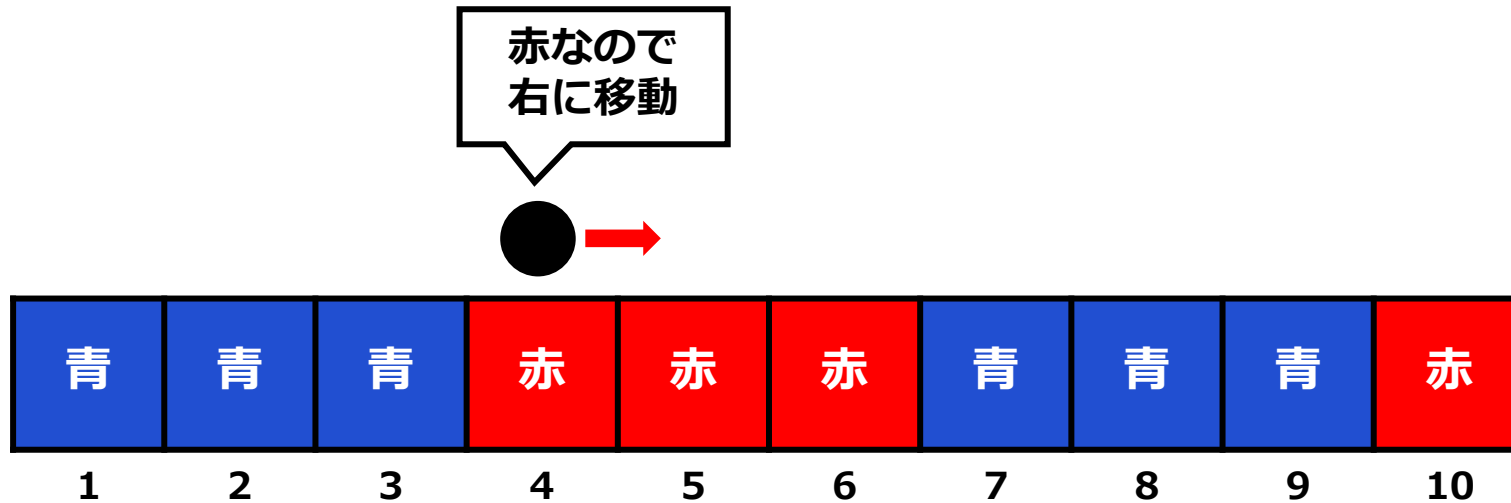 赤なので
右に移動
青 青 青 赤 赤 赤 青 青 青 赤
1 2 3 4 5 6 7 8 9 10